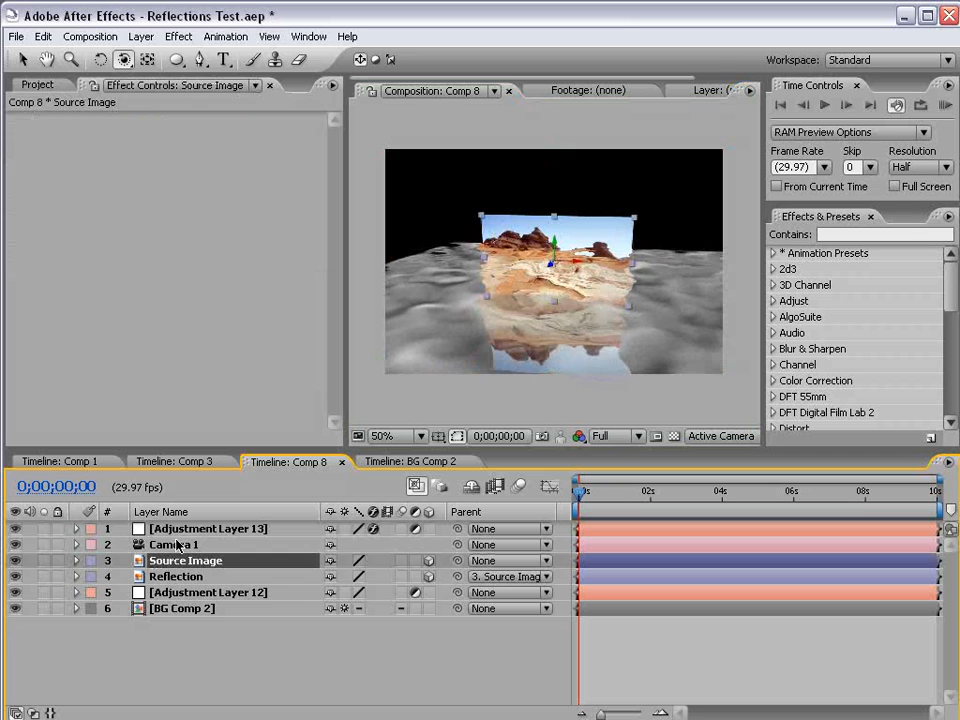 Adobe After Effects - Reflections Test.aep *
File Edit Composition Layer Effect Animation View Window Help
Workspace: Standard
Project Effect Controls: Source Image
Comp 8 * Source Image
Composition: Comp 8 Footage: (none) Layer: (
50% 0;00;00;00 Full Active Camera
Time Controls
RAM Preview Options
Frame Rate Skip Resolution
(29.97) 0 Half
From Current Time Full Screen
Effects & Presets
Contains:
* Animation Presets
2d3
3D Channel
Adjust
AlgoSuite
Audio
Blur & Sharpen
Channel
Color Correction
DFT 55mm
DFT Digital Film Lab 2
Distort
Timeline: Comp 1 Timeline: Comp 3 Timeline: Comp 8 Timeline: BG Comp 2
0;00;00;00 (29.97 fps)
02s 04s 06s 08s 10s
# Layer Name Parent
1 [Adjustment Layer 13] None
2 Camera 1 None
3 Source Image None
4 Reflection 3. Source Imag
5 [Adjustment Layer 12] None
6 [BG Comp 2] None